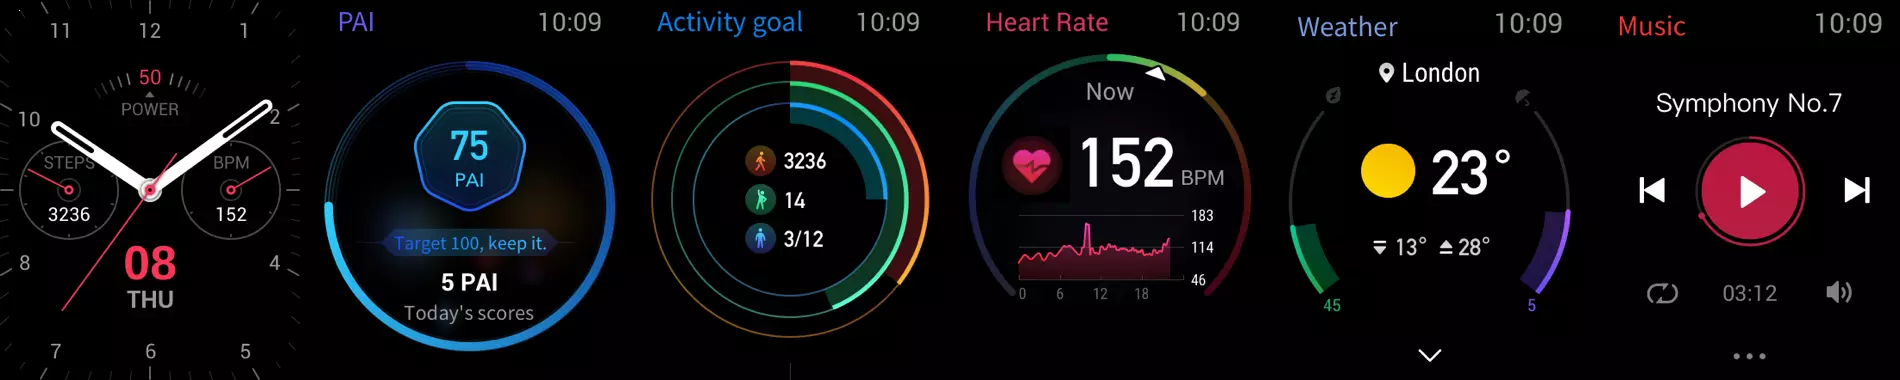 11 12 1
50
POWER
10 2
STEPS BPM
3236 152
08
THU
8 4
7 6 5
PAI 10:09
75
PAI
Target 100, keep it.
5 PAI
Today's scores
Activity goal 10:09
3236
14
3/12
Heart Rate 10:09
Now
152 BPM
183
114
46
0 6 12 18
Weather 10:09
London
23°
13° 28°
45 5
Music 10:09
Symphony No.7
03:12